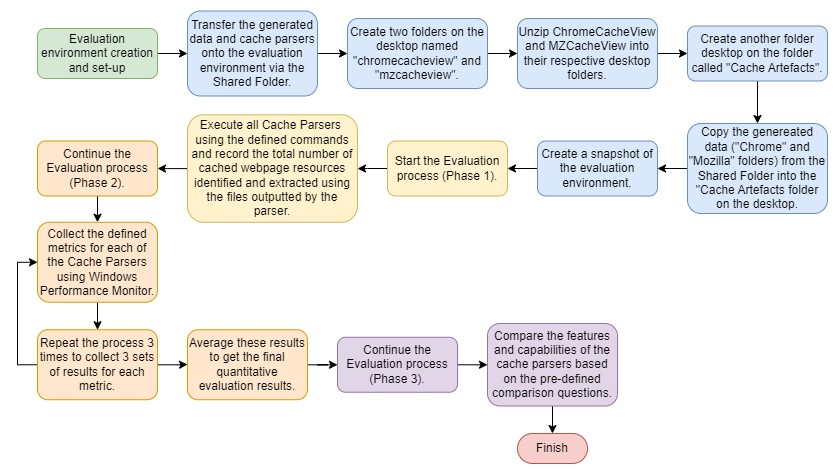 Evaluation
environment creation
and set-up
Transfer the generated
data and cache parsers
onto the evaluation
environment via the
Shared Folder.
Create two folders on the
desktop named
"chromecacheview" and
"mzcacheview".
Unzip ChromeCacheView
and MZCacheView into
their respective desktop
folders.
Create another folder
desktop on the folder
called "Cache Artefacts".
Copy the genereated
data ("Chrome" and
"Mozilla" folders) from the
Shared Folder into the
"Cache Artefacts folder
on the desktop.
Create a snapshot of
the evaluation
environment.
Start the Evaluation
process (Phase 1).
Execute all Cache Parsers
using the defined commands
and record the total number of
cached webpage resources
identified and extracted using
the files outputted by the
parser.
Continue the
Evaluation process
(Phase 2).
Collect the defined
metrics for each of
the Cache Parsers
using Windows
Performance Monitor.
Repeat the process 3
times to collect 3 sets
of results for each
metric.
Average these results
to get the final
quantitative
evaluation results.
Continue the
Evaluation process
(Phase 3).
Compare the features
and capabilities of the
cache parsers based
on the pre-defined
comparison questions.
Finish